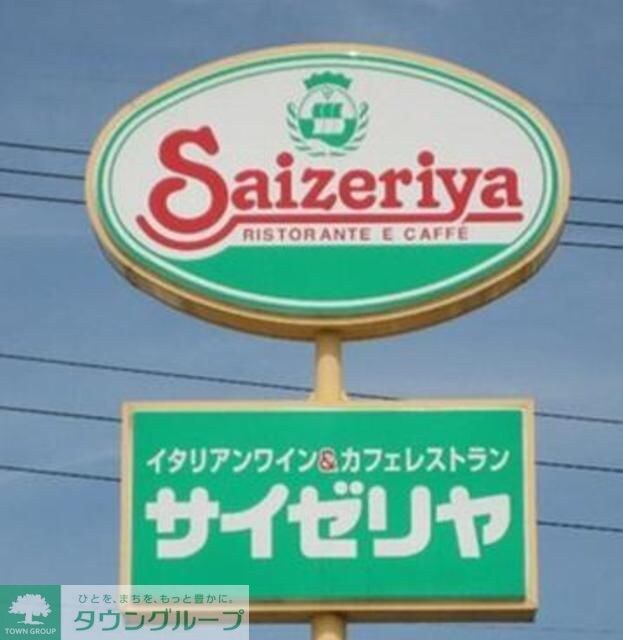 Saizeriya
RISTORANTE E CAFFÉ
イタリアンワイン&カフェレストラン
サイゼリヤ
ひとを、まちを、もっと豊かに。
タウングループ
TOWN GROUP